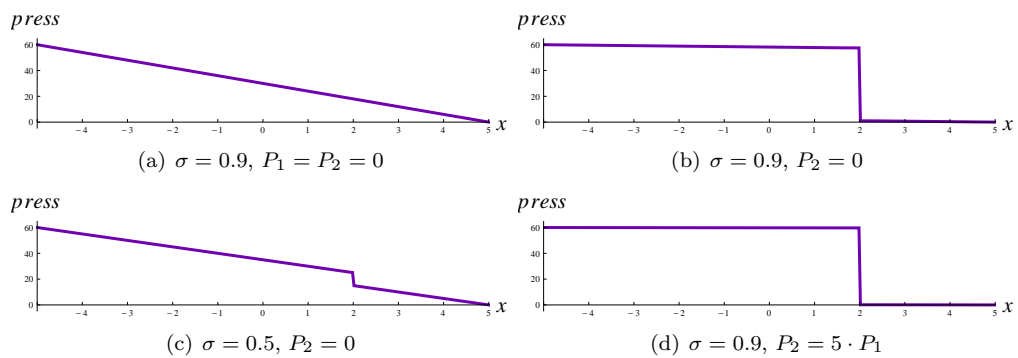 press
60
40
20
0
−4 −3 −2 −1 0 1 2 3 4 5 x
(a) σ = 0.9, P₁ = P₂ = 0
press
60
40
20
0
−4 −3 −2 −1 0 1 2 3 4 5 x
(b) σ = 0.9, P₂ = 0
press
60
40
20
0
−4 −3 −2 −1 0 1 2 3 4 5 x
(c) σ = 0.5, P₂ = 0
press
60
40
20
0
−4 −3 −2 −1 0 1 2 3 4 5 x
(d) σ = 0.9, P₂ = 5 · P₁